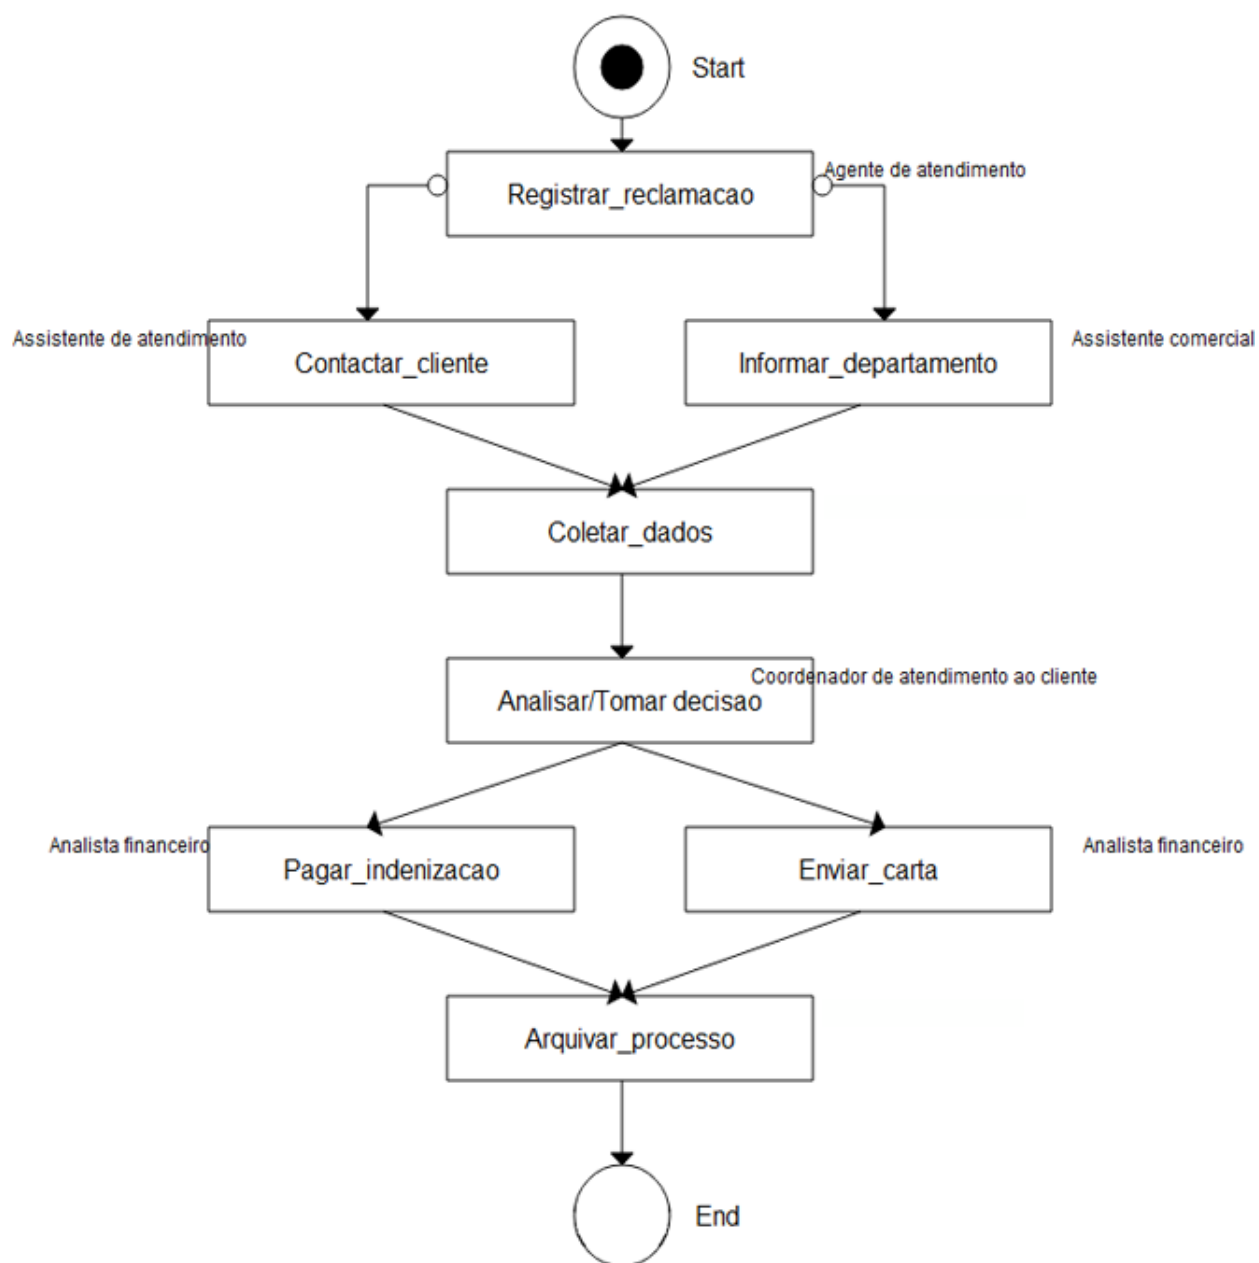 Start
Agente de atendimento
Registrar_reclamacao
Assistente de atendimento
Contactar_cliente
Informar_departamento
Assistente comercial
Coletar_dados
Coordenador de atendimento ao cliente
Analisar/Tomar decisao
Analista financeiro
Pagar_indenizacao
Enviar_carta
Analista financeiro
Arquivar_processo
End